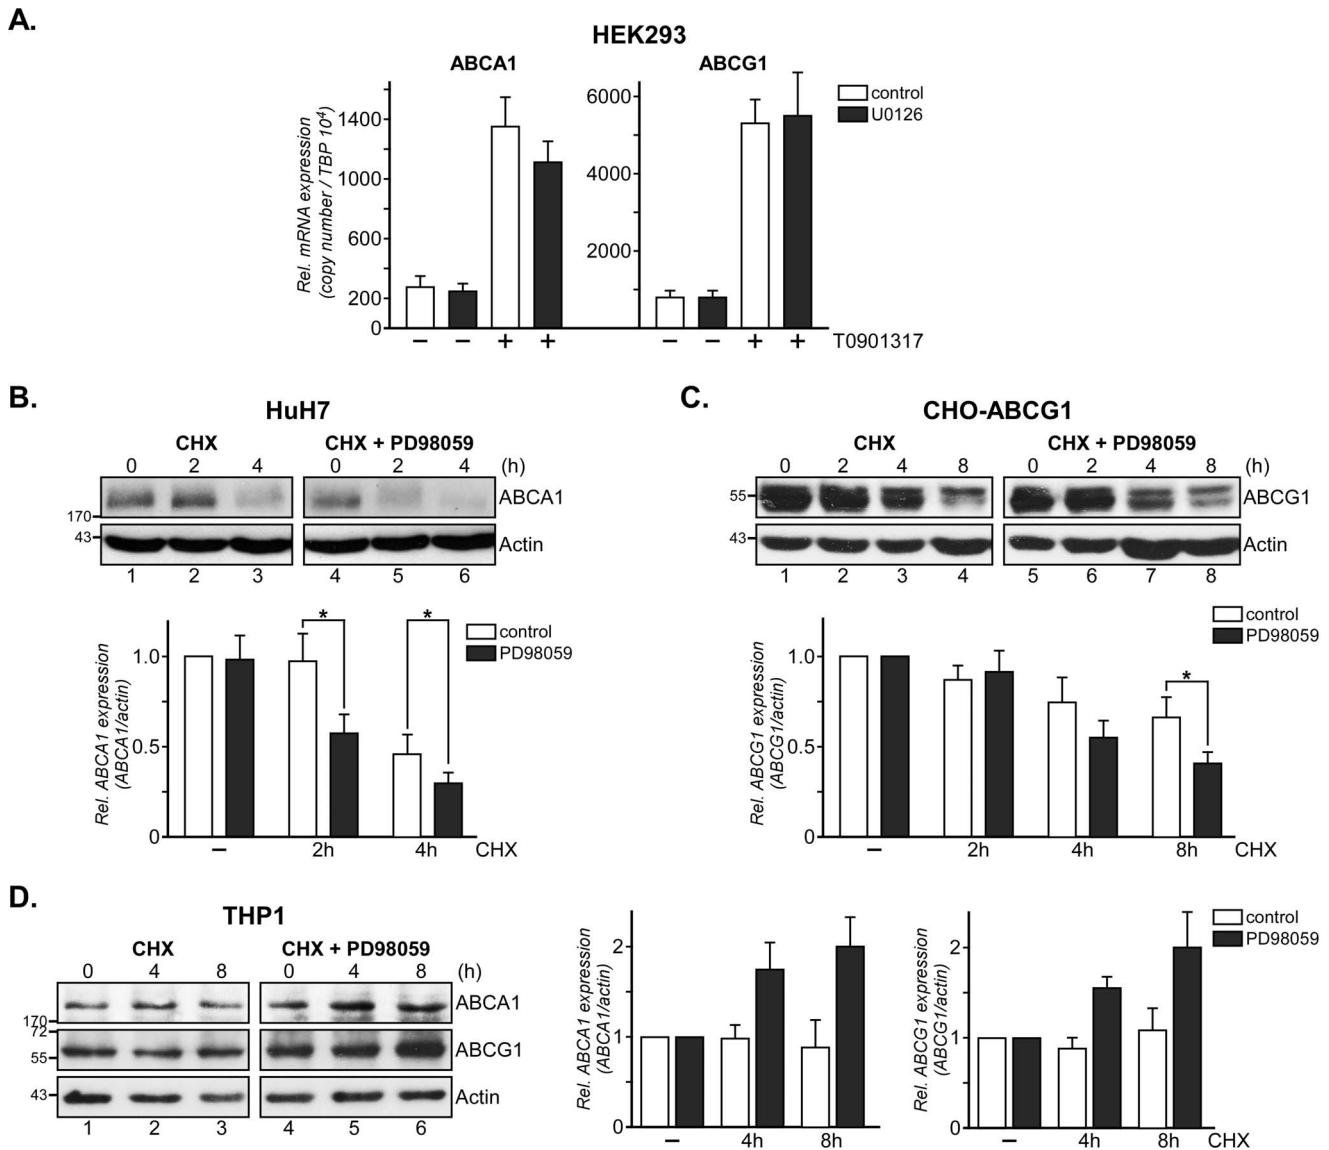 A.
HEK293
ABCA1
ABCG1
control
U0126
Rel. mRNA expression
(copy number / TBP 10⁴)
1400
1000
600
200
0
6000
4000
2000
− − + +
− − + +
T0901317
B.
HuH7
CHX
CHX + PD98059
0 2 4
0 2 4
(h)
ABCA1
170
43
Actin
1 2 3
4 5 6
control
PD98059
Rel. ABCA1 expression
(ABCA1/actin)
1.0
0.5
0
*
*
− 2h 4h CHX
C.
CHO-ABCG1
CHX
CHX + PD98059
0 2 4 8
0 2 4 8
(h)
55
ABCG1
43
Actin
1 2 3 4
5 6 7 8
control
PD98059
Rel. ABCG1 expression
(ABCG1/actin)
1.0
0.5
0
*
− 2h 4h 8h CHX
D.
THP1
CHX
CHX + PD98059
0 4 8
0 4 8
(h)
ABCA1
170
72
ABCG1
55
43
Actin
1 2 3
4 5 6
Rel. ABCA1 expression
(ABCA1/actin)
2
1
0
− 4h 8h
Rel. ABCG1 expression
(ABCG1/actin)
2
1
0
− 4h 8h CHX
control
PD98059